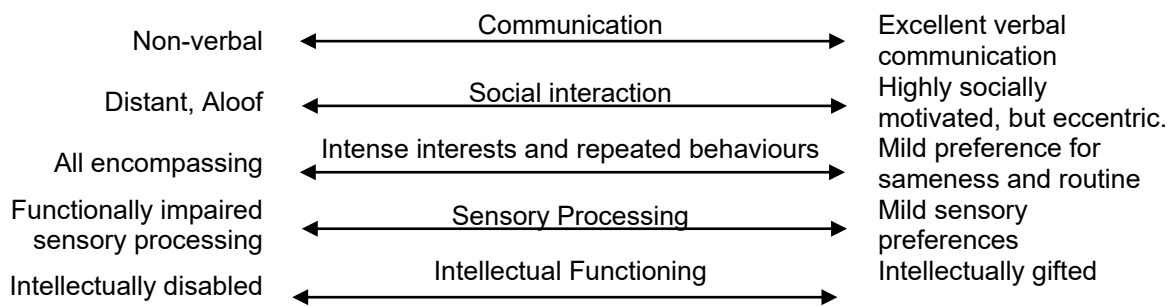 Non-verbal
Communication
Excellent verbal
communication
Distant, Aloof
Social interaction
Highly socially
motivated, but eccentric.
All encompassing
Intense interests and repeated behaviours
Mild preference for
sameness and routine
Functionally impaired
sensory processing
Sensory Processing
Mild sensory
preferences
Intellectually disabled
Intellectual Functioning
Intellectually gifted